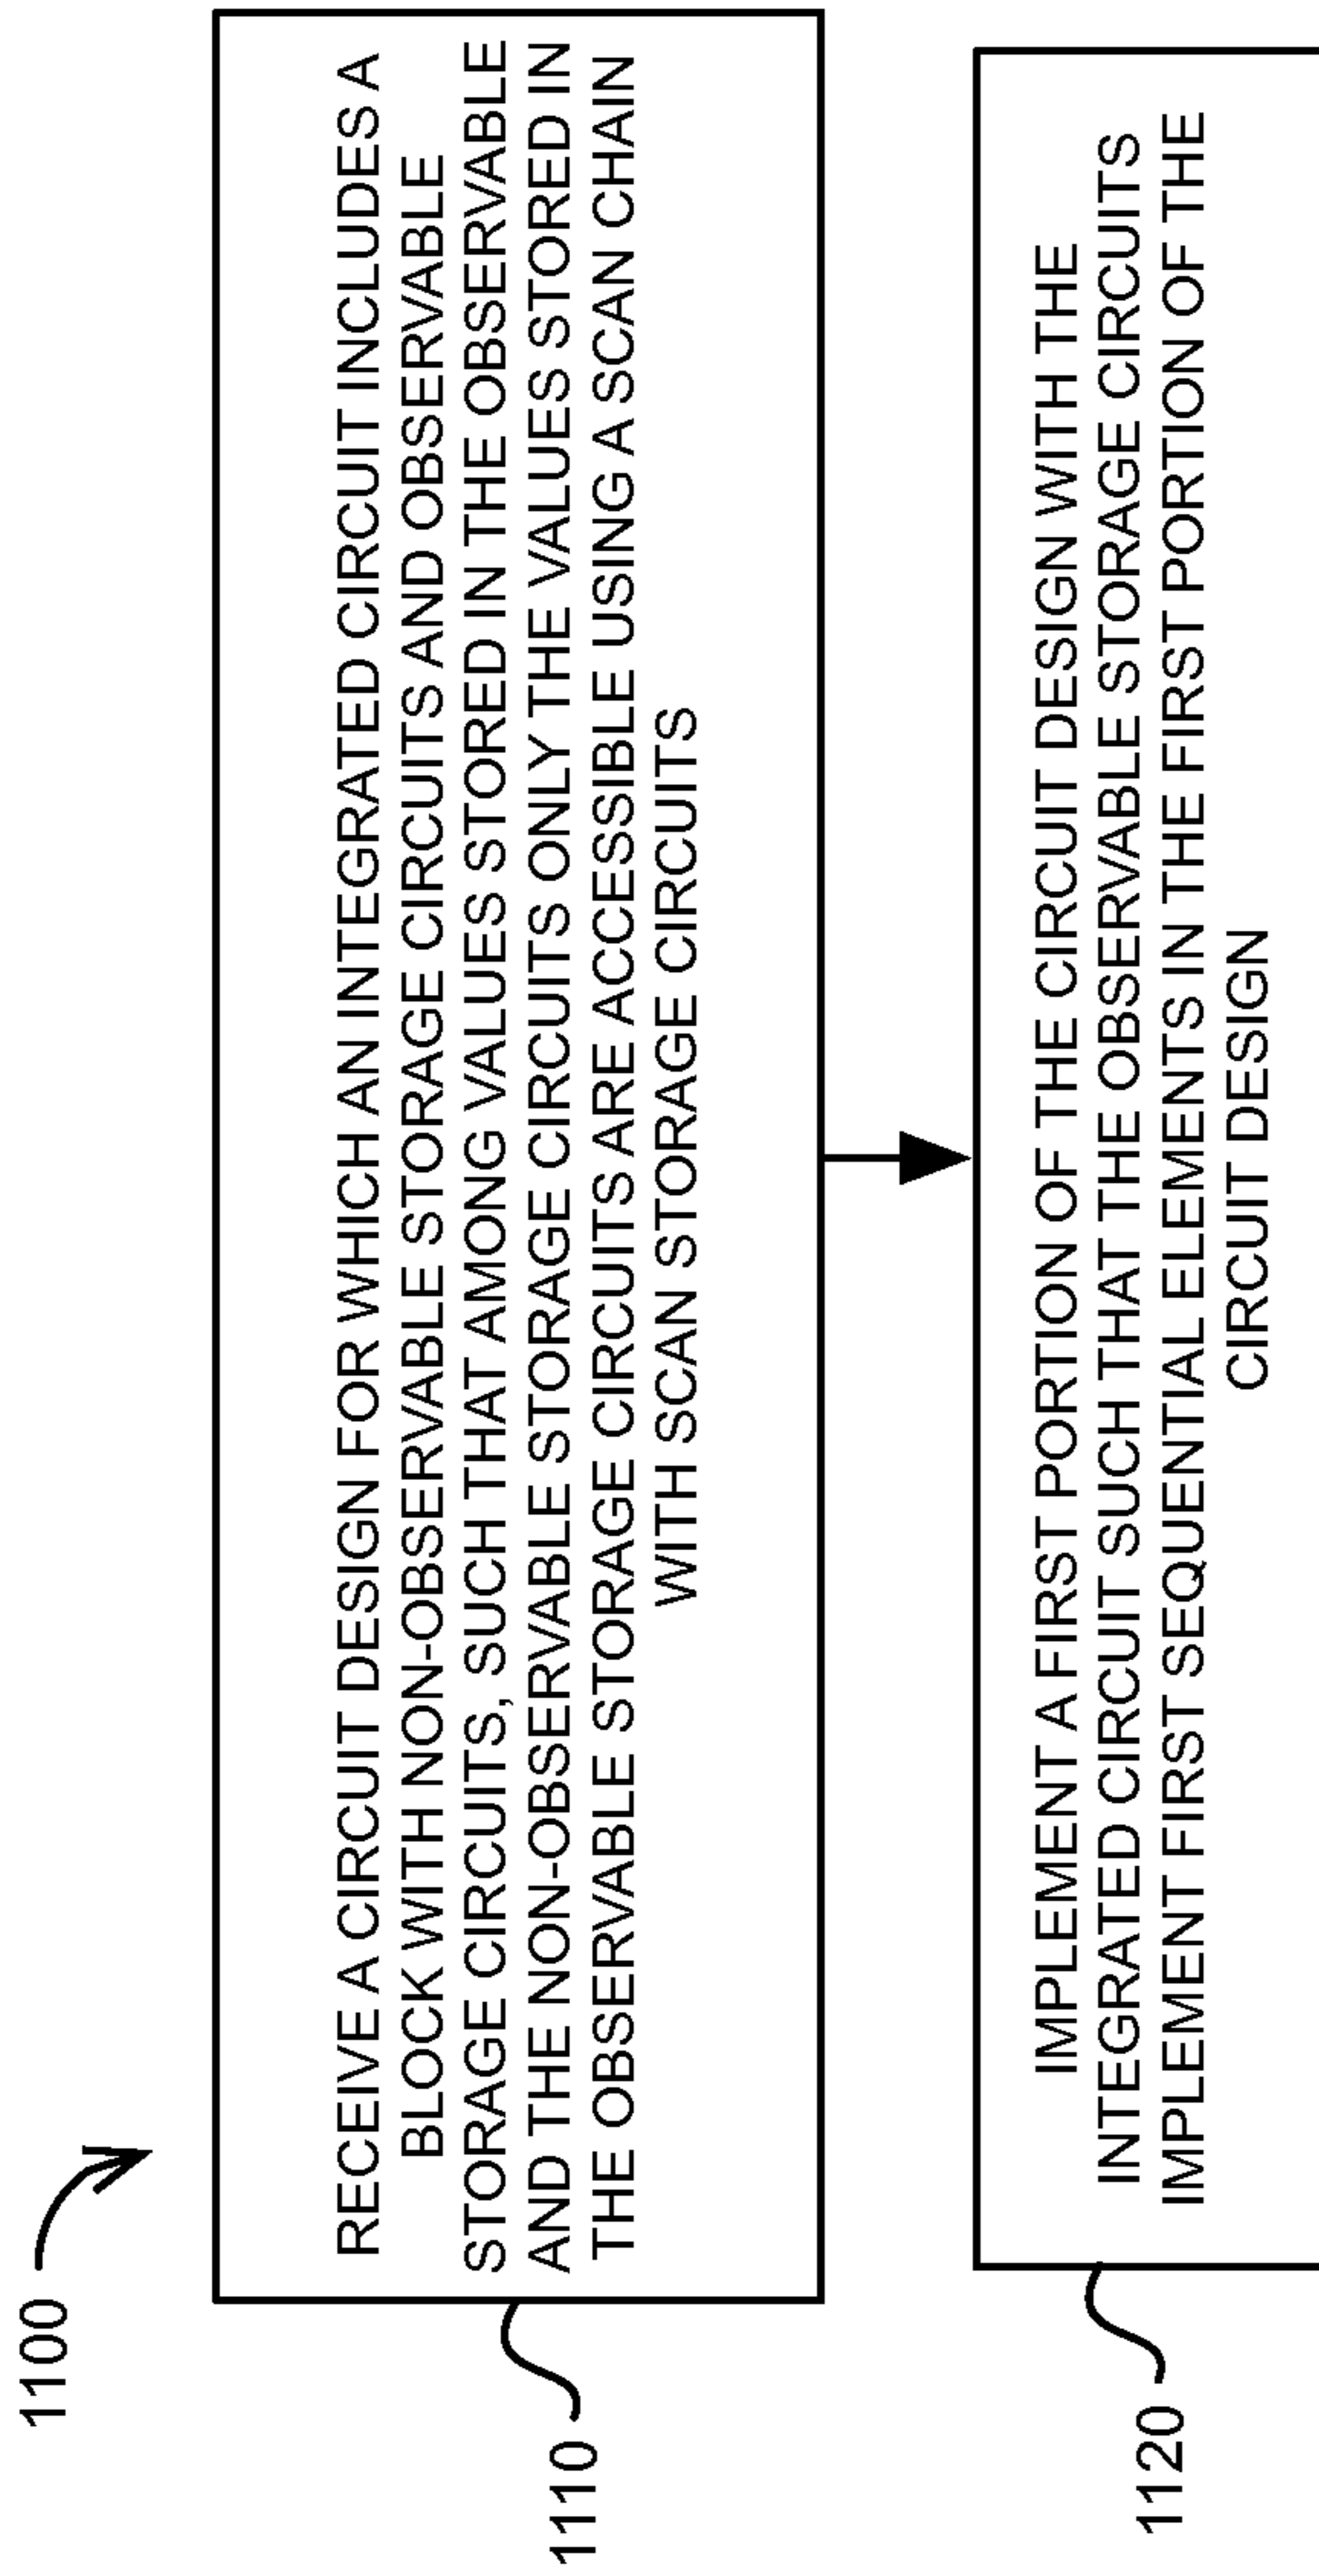 1100
1110
RECEIVE A CIRCUIT DESIGN FOR WHICH AN INTEGRATED CIRCUIT INCLUDES A
BLOCK WITH NON-OBSERVABLE STORAGE CIRCUITS AND OBSERVABLE
STORAGE CIRCUITS, SUCH THAT AMONG VALUES STORED IN THE OBSERVABLE
AND THE NON-OBSERVABLE STORAGE CIRCUITS ONLY THE VALUES STORED IN
THE OBSERVABLE STORAGE CIRCUITS ARE ACCESSIBLE USING A SCAN CHAIN
WITH SCAN STORAGE CIRCUITS
1120
IMPLEMENT A FIRST PORTION OF THE CIRCUIT DESIGN WITH THE
INTEGRATED CIRCUIT SUCH THAT THE OBSERVABLE STORAGE CIRCUITS
IMPLEMENT FIRST SEQUENTIAL ELEMENTS IN THE FIRST PORTION OF THE
CIRCUIT DESIGN